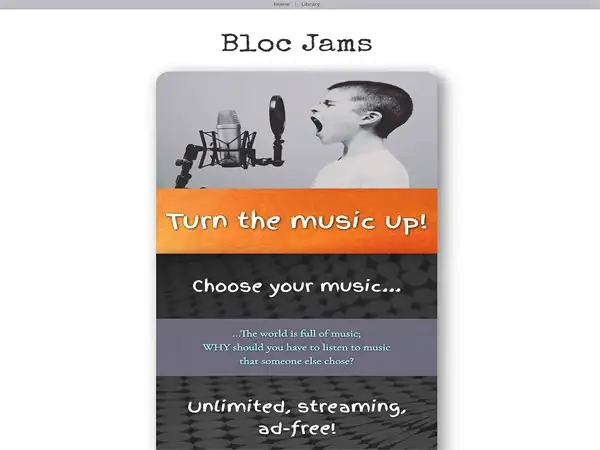 Home | Library
Bloc Jams
Turn the music up!
Choose your music...
...The world is full of music;
WHY should you have to listen to music
that someone else chose?
Unlimited, streaming,
ad-free!